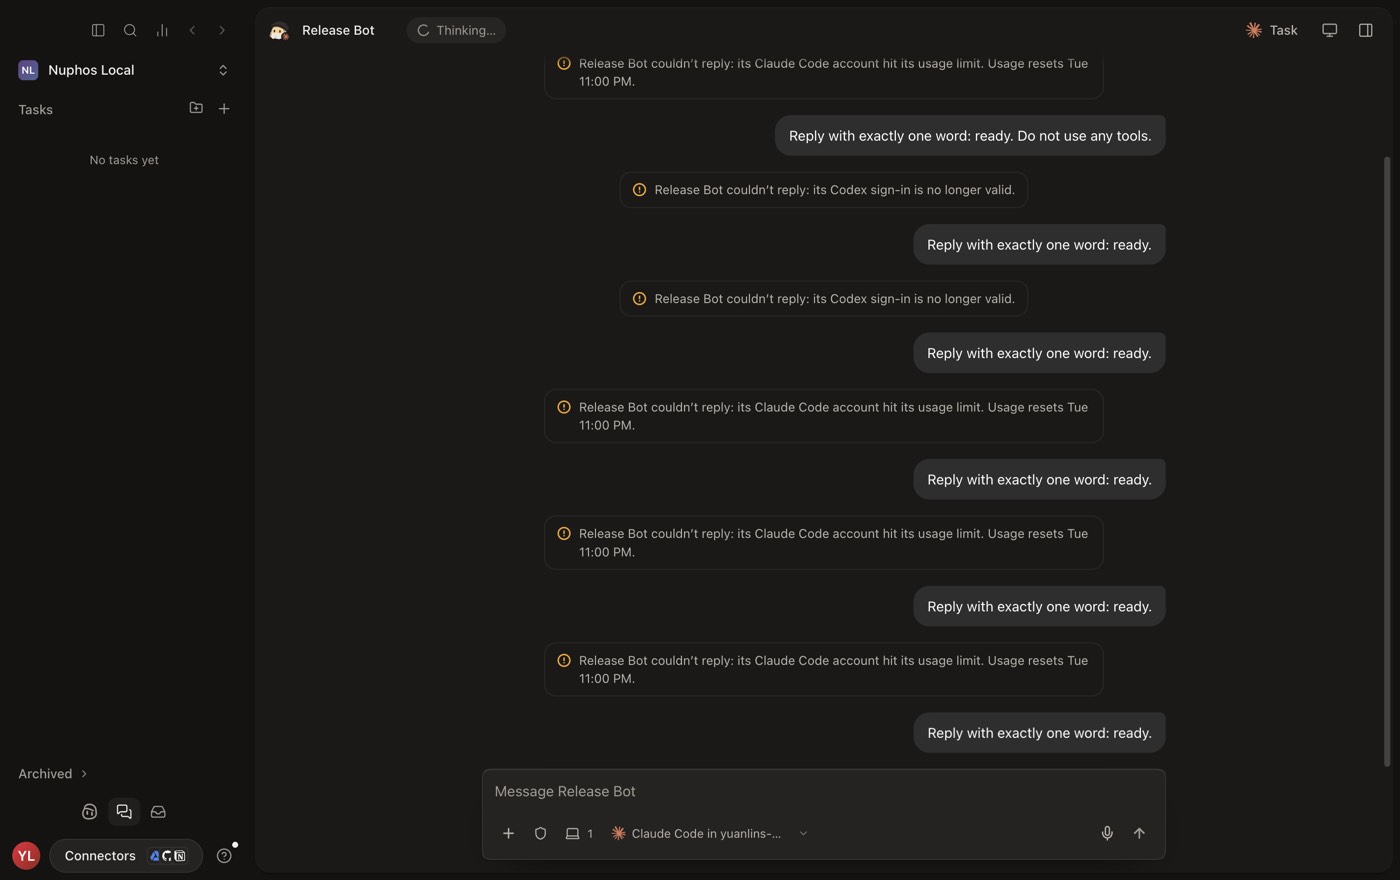 Release Bot
Thinking...
Task
NL
Nuphos Local
Tasks
No tasks yet
Release Bot couldn’t reply: its Claude Code account hit its usage limit. Usage resets Tue
11:00 PM.
Reply with exactly one word: ready. Do not use any tools.
Release Bot couldn’t reply: its Codex sign-in is no longer valid.
Reply with exactly one word: ready.
Release Bot couldn’t reply: its Codex sign-in is no longer valid.
Reply with exactly one word: ready.
Release Bot couldn’t reply: its Claude Code account hit its usage limit. Usage resets Tue
11:00 PM.
Reply with exactly one word: ready.
Release Bot couldn’t reply: its Claude Code account hit its usage limit. Usage resets Tue
11:00 PM.
Reply with exactly one word: ready.
Release Bot couldn’t reply: its Claude Code account hit its usage limit. Usage resets Tue
11:00 PM.
Reply with exactly one word: ready.
Message Release Bot
1
Claude Code in yuanlins-...
Archived
YL
Connectors